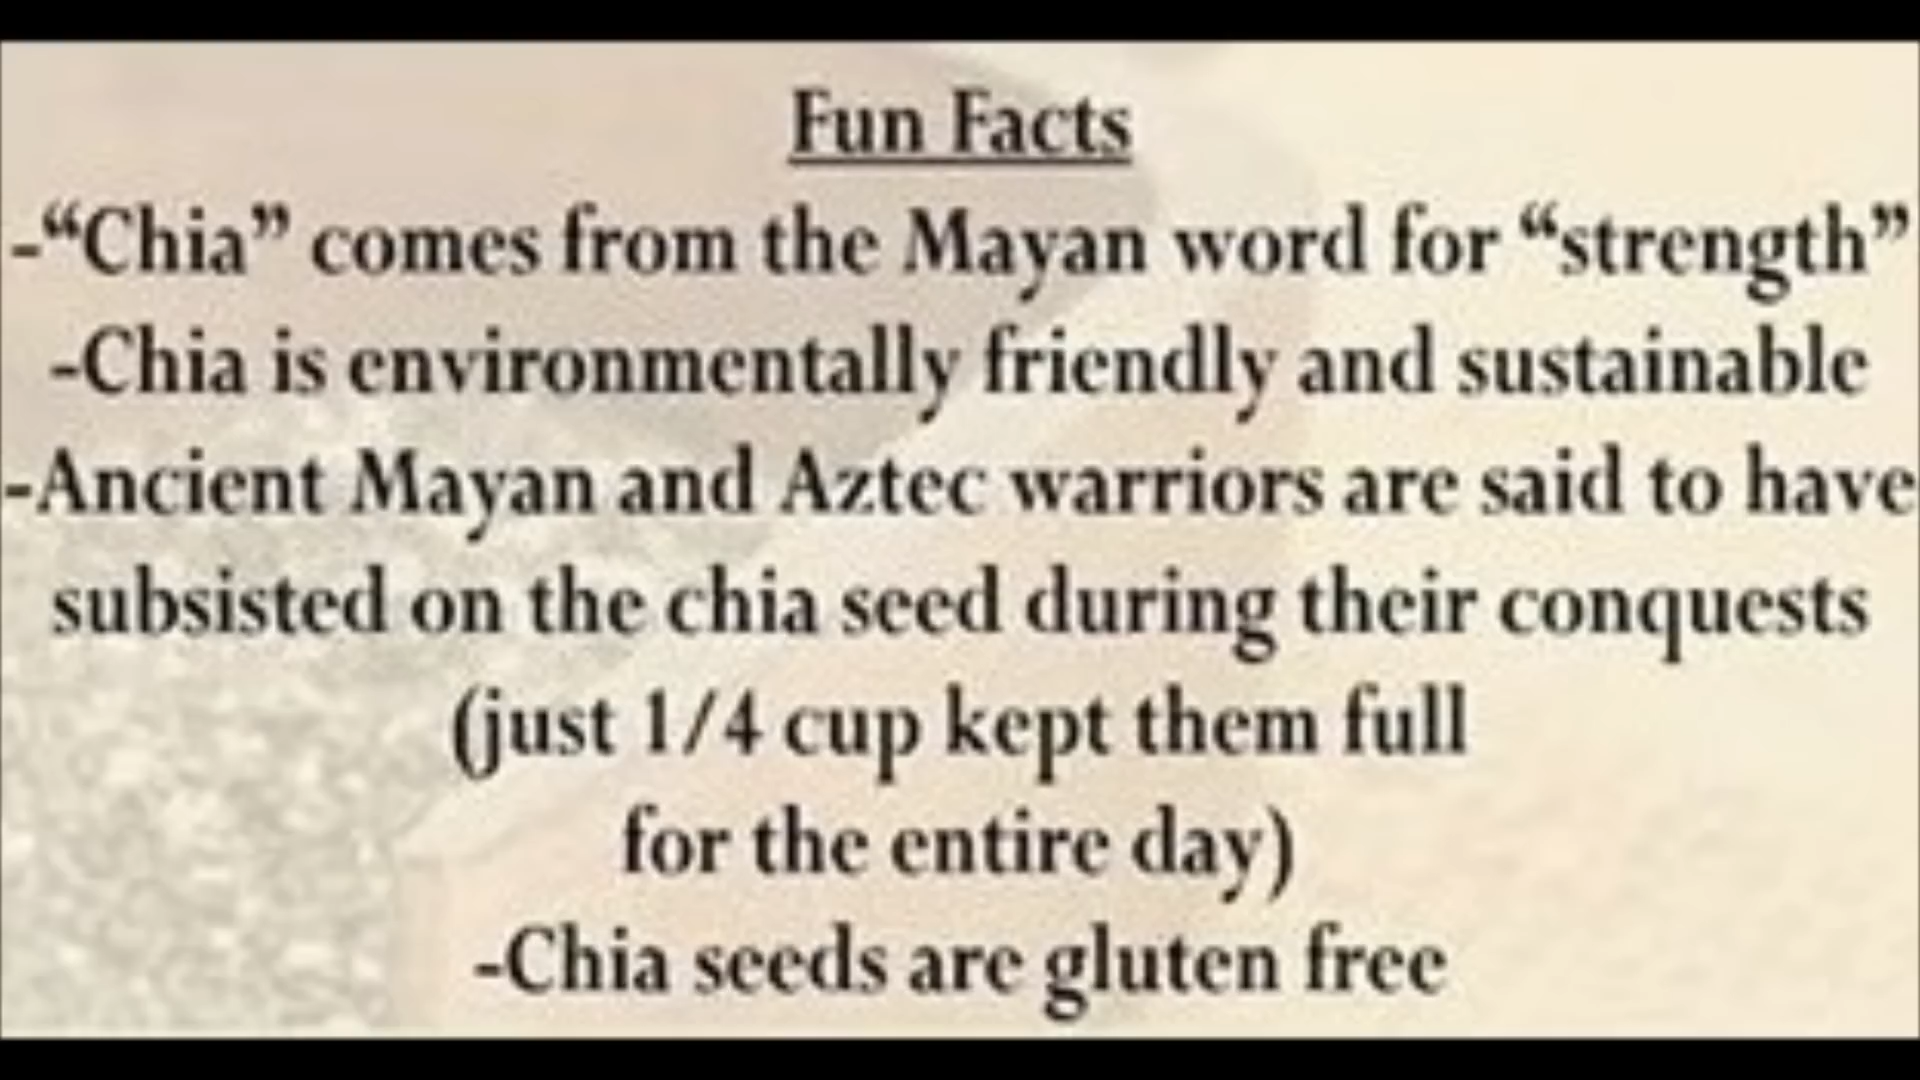 Fun Facts
-“Chia” comes from the Mayan word for “strength”
-Chia is environmentally friendly and sustainable
-Ancient Mayan and Aztec warriors are said to have
subsisted on the chia seed during their conquests
(just 1/4 cup kept them full
for the entire day)
-Chia seeds are gluten free